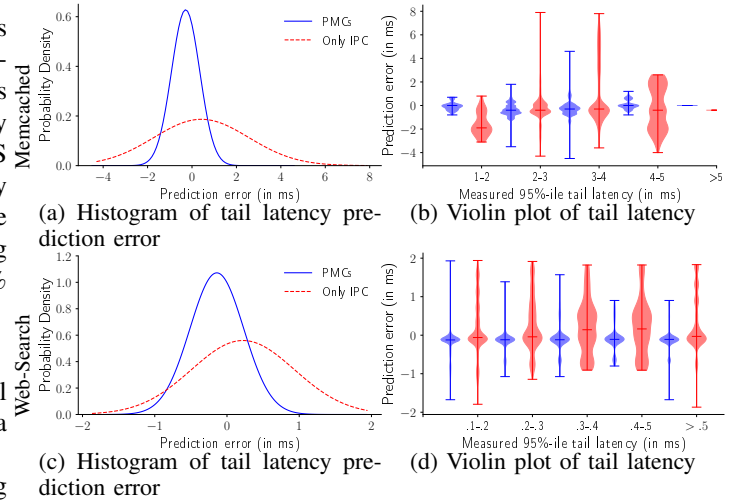 Memcached
Probability Density
0.6
0.4
0.2
0.0
−4 −2 0 2 4 6 8
Prediction error (in ms)
PMCs
Only IPC
Prediction error (in ms)
8
6
4
2
0
−2
−4
1-2 2-3 3-4 4-5 >5
Measured 95%-ile tail latency (in ms)
(a) Histogram of tail latency pre-
diction error
(b) Violin plot of tail latency
Web-Search
Probability Density
1.2
1.0
0.8
0.6
0.4
0.2
0.0
−2 −1 0 1 2
Prediction error (in ms)
PMCs
Only IPC
Prediction error (in ms)
2
1
0
−1
−2
.1-.2 .2-.3 .3-.4 .4-.5 > .5
Measured 95%-ile tail latency (in ms)
(c) Histogram of tail latency pre-
diction error
(d) Violin plot of tail latency